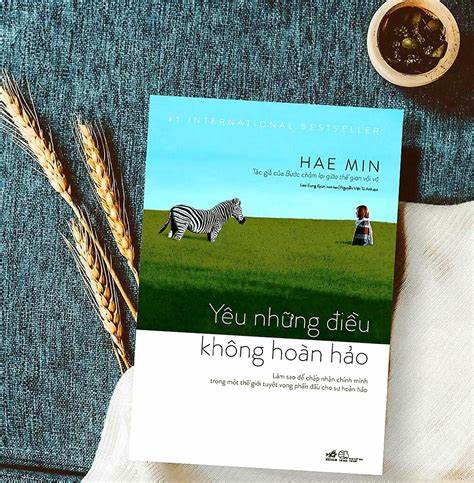 #1 INTERNATIONAL BESTSELLER
HAE MIN
Tác giả của Bước chậm lại giữa thế gian vội vã
Yêu những điều
không hoàn hảo
Làm sao để chấp nhận chính mình
trong một thế giới tuyệt vọng phấn đấu cho sự hoàn hảo